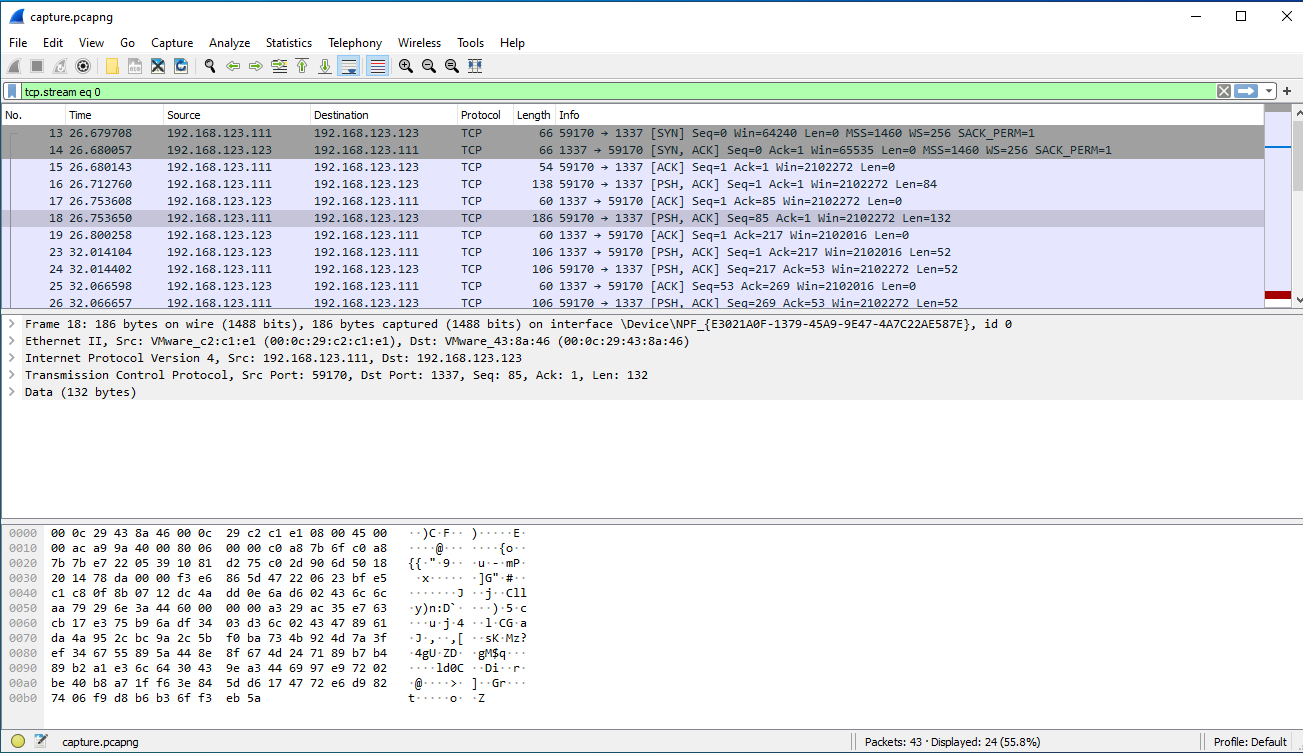 capture.pcapng
File Edit View Go Capture Analyze Statistics Telephony Wireless Tools Help
tcp.stream eq 0
No. Time Source Destination Protocol Length Info
13 26.679708 192.168.123.111 192.168.123.123 TCP 66 59170 → 1337 [SYN] Seq=0 Win=64240 Len=0 MSS=1460 WS=256 SACK_PERM=1
14 26.680057 192.168.123.123 192.168.123.111 TCP 66 1337 → 59170 [SYN, ACK] Seq=0 Ack=1 Win=65535 Len=0 MSS=1460 WS=256 SACK_PERM=1
15 26.680143 192.168.123.111 192.168.123.123 TCP 54 59170 → 1337 [ACK] Seq=1 Ack=1 Win=2102272 Len=0
16 26.712760 192.168.123.111 192.168.123.123 TCP 138 59170 → 1337 [PSH, ACK] Seq=1 Ack=1 Win=2102272 Len=84
17 26.753608 192.168.123.123 192.168.123.111 TCP 60 1337 → 59170 [ACK] Seq=1 Ack=85 Win=2102272 Len=0
18 26.753650 192.168.123.111 192.168.123.123 TCP 186 59170 → 1337 [PSH, ACK] Seq=85 Ack=1 Win=2102272 Len=132
19 26.800258 192.168.123.123 192.168.123.111 TCP 60 1337 → 59170 [ACK] Seq=1 Ack=217 Win=2102016 Len=0
23 32.014104 192.168.123.123 192.168.123.111 TCP 106 1337 → 59170 [PSH, ACK] Seq=1 Ack=217 Win=2102016 Len=52
24 32.014402 192.168.123.111 192.168.123.123 TCP 106 59170 → 1337 [PSH, ACK] Seq=217 Ack=53 Win=2102272 Len=52
25 32.066598 192.168.123.123 192.168.123.111 TCP 60 1337 → 59170 [ACK] Seq=53 Ack=269 Win=2102016 Len=0
26 32.066657 192.168.123.111 192.168.123.123 TCP 106 59170 → 1337 [PSH, ACK] Seq=269 Ack=53 Win=2102272 Len=52
Frame 18: 186 bytes on wire (1488 bits), 186 bytes captured (1488 bits) on interface \Device\NPF_{E3021A0F-1379-45A9-9E47-4A7C22AE587E}, id 0
Ethernet II, Src: VMware_c2:c1:e1 (00:0c:29:c2:c1:e1), Dst: VMware_43:8a:46 (00:0c:29:43:8a:46)
Internet Protocol Version 4, Src: 192.168.123.111, Dst: 192.168.123.123
Transmission Control Protocol, Src Port: 59170, Dst Port: 1337, Seq: 85, Ack: 1, Len: 132
Data (132 bytes)
0000 00 0c 29 43 8a 46 00 0c 29 c2 c1 e1 08 00 45 00 ··)C·F·· )·····E·
0010 00 ac a9 9a 40 00 80 06 00 00 c0 a8 7b 6f c0 a8 ····@··· ····{o··
0020 7b 7b e7 22 05 39 10 81 d2 75 c0 2d 90 6d 50 18 {{·"·9·· ·u·-·mP·
0030 20 14 78 da 00 00 f3 e6 86 5d 47 22 06 23 bf e5 ·x····· ·]G"·#··
0040 c1 c8 0f 8b 07 12 dc 4a dd 0e 6a d6 02 43 6c 6c ·······J ··j··Cll
0050 aa 79 29 6e 3a 44 60 00 00 00 a3 29 ac 35 e7 63 ·y)n:D`· ···)·5·c
0060 cb 17 e3 75 b9 6a df 34 03 d3 6c 02 43 47 89 61 ···u·j·4 ··l·CG·a
0070 da 4a 95 2c bc 9a 2c 5b f0 ba 73 4b 92 4d 7a 3f ·J·,··,[ ··sK·Mz?
0080 ef 34 67 55 89 5a 44 8e 8f 67 4d 24 71 89 b7 b4 ·4gU·ZD· ·gM$q···
0090 89 b2 a1 e3 6c 64 30 43 9e a3 44 69 97 e9 72 02 ····ld0C ··Di··r·
00a0 be 40 b8 a7 1f f6 3e 84 5d d6 17 47 72 e6 d9 82 ·@····>· ]··Gr···
00b0 74 06 f9 d8 b6 b3 6f f3 eb 5a t·····o· ·Z
capture.pcapng Packets: 43 · Displayed: 24 (55.8%) Profile: Default